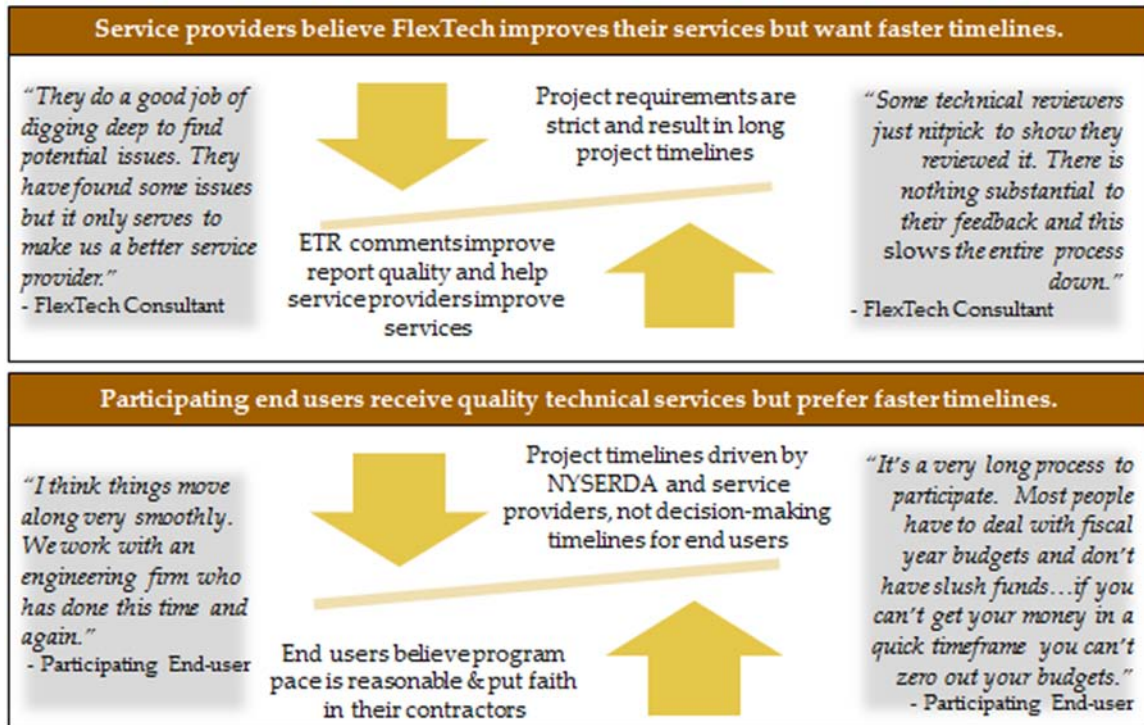 Service providers believe FlexTech improves their services but want faster timelines.
“They do a good job of
digging deep to find
potential issues. They
have found some issues
but it only serves to
make us a better service
provider.”
- FlexTech Consultant
Project requirements are
strict and result in long
project timelines
ETR comments improve
report quality and help
service providers improve
services
“Some technical reviewers
just nitpick to show they
reviewed it. There is
nothing substantial to
their feedback and this
slows the entire process
down.”
- FlexTech Consultant
Participating end users receive quality technical services but prefer faster timelines.
“I think things move
along very smoothly.
We work with an
engineering firm who
has done this time and
again.”
- Participating End-user
Project timelines driven by
NYSERDA and service
providers, not decision-making
timelines for end users
End users believe program
pace is reasonable & put faith
in their contractors
“It’s a very long process to
participate. Most people
have to deal with fiscal
year budgets and don’t
have slush funds…if you
can’t get your money in a
quick timeframe you can’t
zero out your budgets.”
- Participating End-user